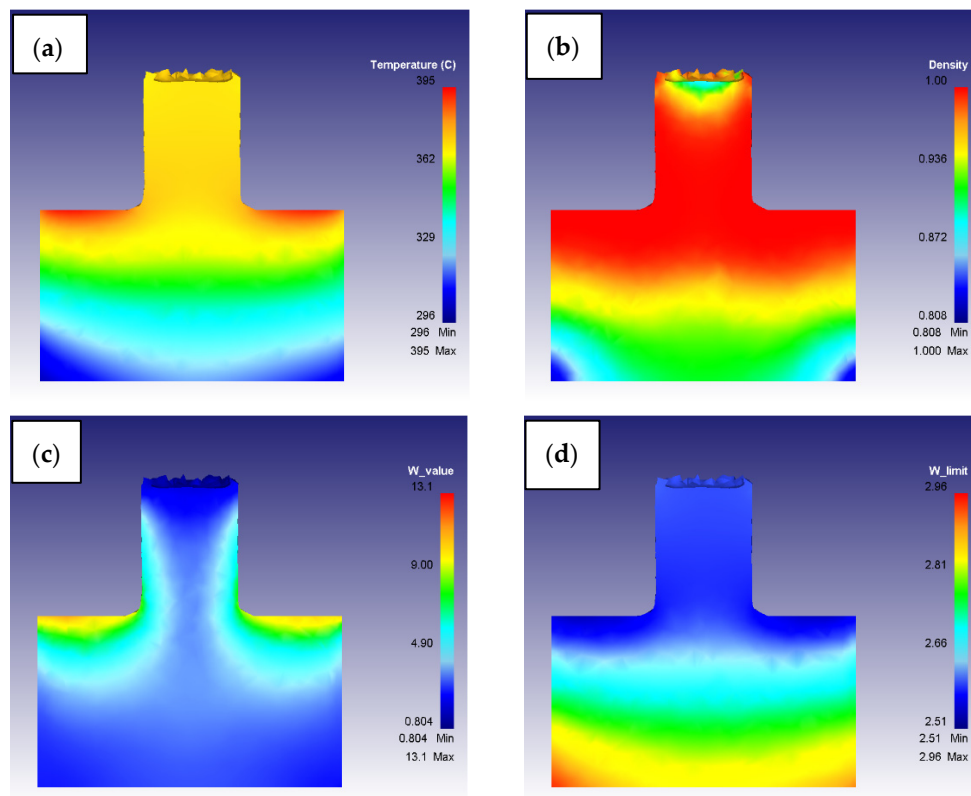 (a)
Temperature (C)
395
362
329
296
296 Min
395 Max
(b)
Density
1.00
0.936
0.872
0.808
0.808 Min
1.000 Max
(c)
W_value
13.1
9.00
4.90
0.804
0.804 Min
13.1 Max
(d)
W_limit
2.96
2.81
2.66
2.51
2.51 Min
2.96 Max